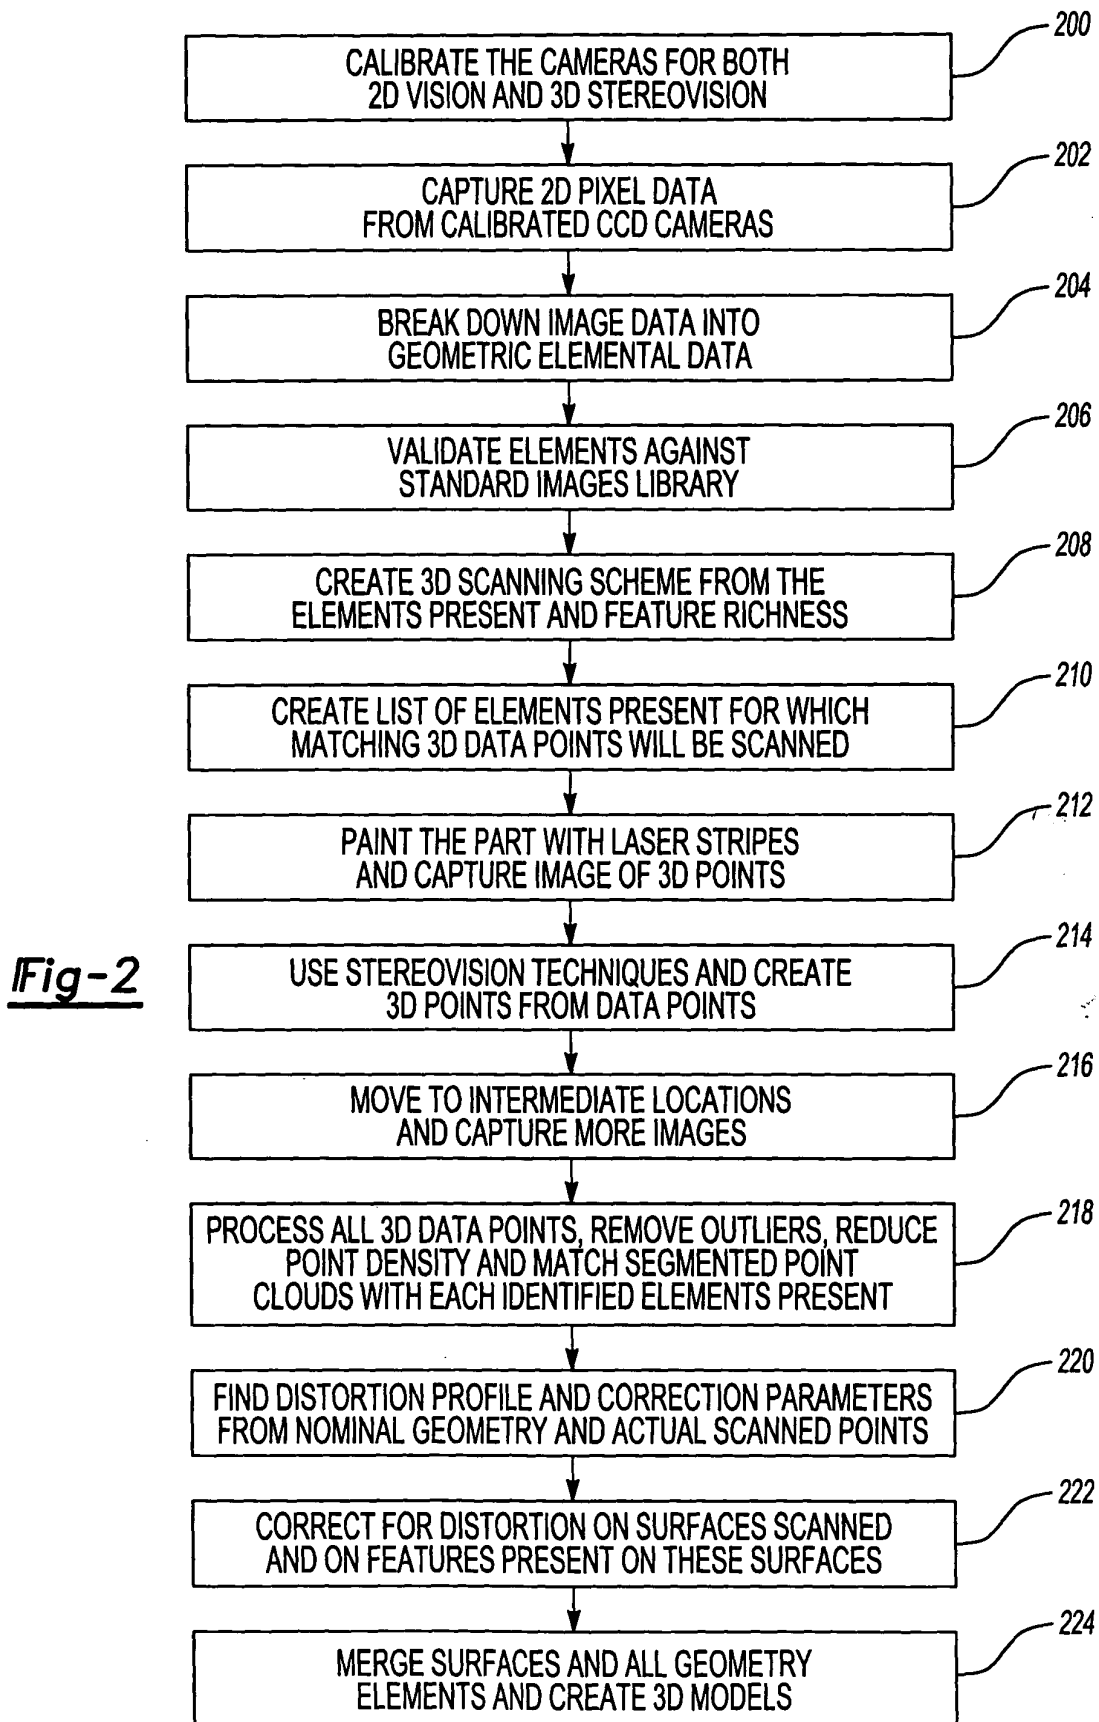 200
CALIBRATE THE CAMERAS FOR BOTH
2D VISION AND 3D STEREOVISION
202
CAPTURE 2D PIXEL DATA
FROM CALIBRATED CCD CAMERAS
204
BREAK DOWN IMAGE DATA INTO
GEOMETRIC ELEMENTAL DATA
206
VALIDATE ELEMENTS AGAINST
STANDARD IMAGES LIBRARY
208
CREATE 3D SCANNING SCHEME FROM THE
ELEMENTS PRESENT AND FEATURE RICHNESS
210
CREATE LIST OF ELEMENTS PRESENT FOR WHICH
MATCHING 3D DATA POINTS WILL BE SCANNED
212
PAINT THE PART WITH LASER STRIPES
AND CAPTURE IMAGE OF 3D POINTS
214
USE STEREOVISION TECHNIQUES AND CREATE
3D POINTS FROM DATA POINTS
Fig-2
216
MOVE TO INTERMEDIATE LOCATIONS
AND CAPTURE MORE IMAGES
218
PROCESS ALL 3D DATA POINTS, REMOVE OUTLIERS, REDUCE
POINT DENSITY AND MATCH SEGMENTED POINT
CLOUDS WITH EACH IDENTIFIED ELEMENTS PRESENT
220
FIND DISTORTION PROFILE AND CORRECTION PARAMETERS
FROM NOMINAL GEOMETRY AND ACTUAL SCANNED POINTS
222
CORRECT FOR DISTORTION ON SURFACES SCANNED
AND ON FEATURES PRESENT ON THESE SURFACES
224
MERGE SURFACES AND ALL GEOMETRY
ELEMENTS AND CREATE 3D MODELS